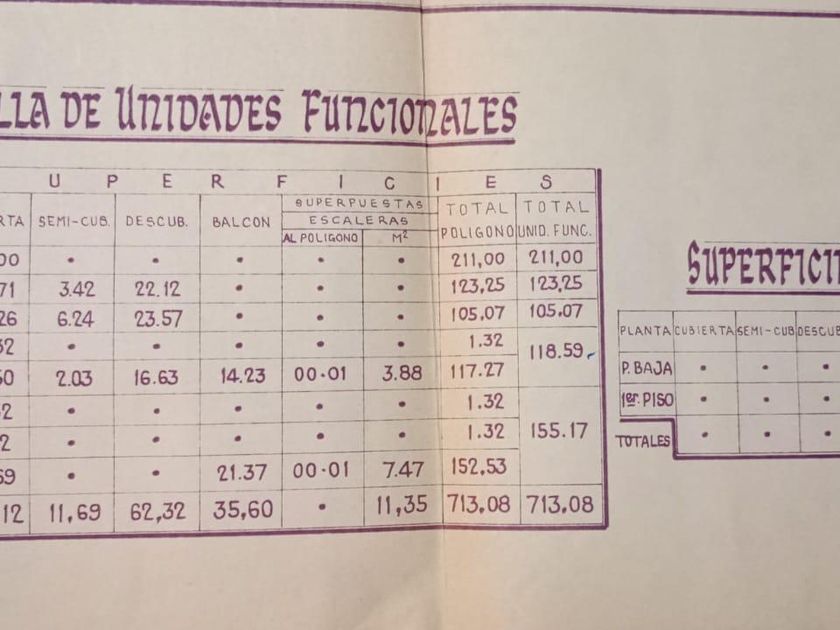 LLA DE UNIDADES FUNCIONALES
U P E R F I C I E S
RTA SEMI-CUB. DESCUB. BALCON SUPERPUESTAS TOTAL POLIGONO TOTAL UNID. FUNC.
ESCALERAS
AL POLIGONO M²
00 • • • • • 211,00 211,00
71 3.42 22.12 • • • 123,25 123,25
26 6.24 23.57 • • • 105.07 105.07
32 • • • • • 1.32 118.59
50 2.03 16.63 14.23 00·01 3.88 117.27
2 • • • • • 1.32 155.17
2 • • • • • 1.32
69 • • 21.37 00·01 7.47 152,53
12 11,69 62,32 35,60 • 11,35 713,08 713,08
SUPERFICI
PLANTA CUBIERTA SEMI-CUB DESCUB
P. BAJA • • •
1er. PISO • • •
TOTALES • • •